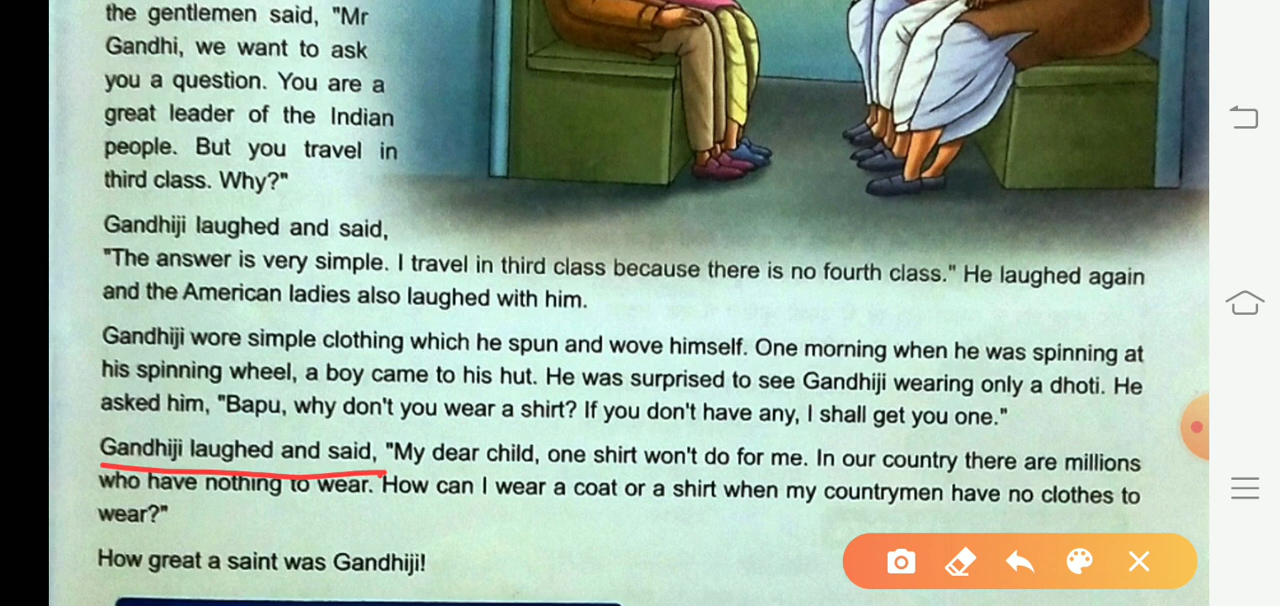 the gentlemen said, "Mr
Gandhi, we want to ask
you a question. You are a
great leader of the Indian
people. But you travel in
third class. Why?"
Gandhiji laughed and said,
"The answer is very simple. I travel in third class because there is no fourth class." He laughed again
and the American ladies also laughed with him.
Gandhiji wore simple clothing which he spun and wove himself. One morning when he was spinning at
his spinning wheel, a boy came to his hut. He was surprised to see Gandhiji wearing only a dhoti. He
asked him, "Bapu, why don't you wear a shirt? If you don't have any, I shall get you one."
Gandhiji laughed and said, "My dear child, one shirt won't do for me. In our country there are millions
who have nothing to wear. How can I wear a coat or a shirt when my countrymen have no clothes to
wear?"
How great a saint was Gandhiji!